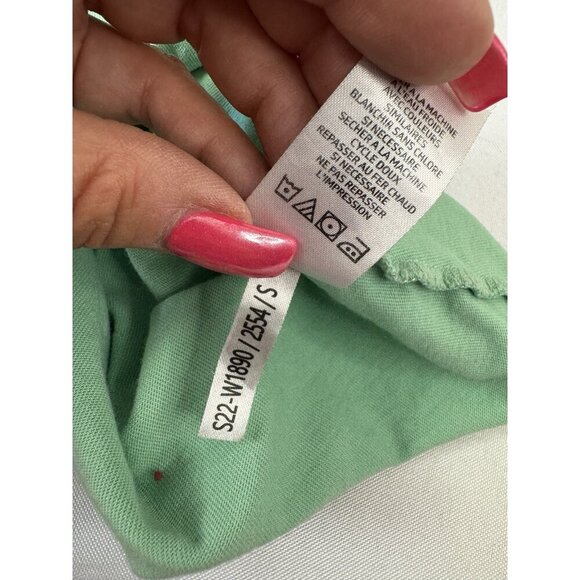 À LA MACHINE
À L'EAU FROIDE
AVEC COULEURS
SIMILAIRES
BLANCHIR SANS CHLORE
SI NÉCESSAIRE
SÉCHER À LA MACHINE
CYCLE DOUX
REPASSER AU FER CHAUD
SI NÉCESSAIRE
NE PAS REPASSER
L'IMPRESSION
S22-W1890 / 2554 / S